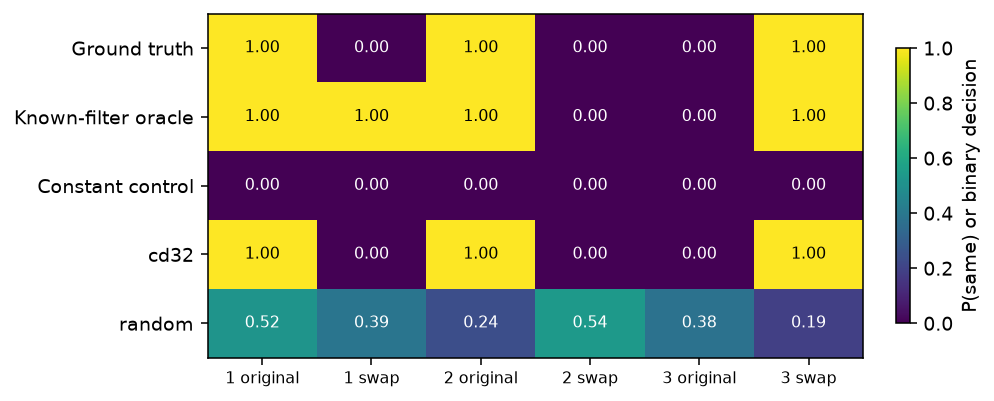 Ground truth 1.00 0.00 1.00 0.00 0.00 1.00
Known-filter oracle 1.00 1.00 1.00 0.00 0.00 1.00
Constant control 0.00 0.00 0.00 0.00 0.00 0.00
cd32 1.00 0.00 1.00 0.00 0.00 1.00
random 0.52 0.39 0.24 0.54 0.38 0.19
1 original 1 swap 2 original 2 swap 3 original 3 swap
1.0
0.8
0.6
0.4
0.2
0.0
P(same) or binary decision